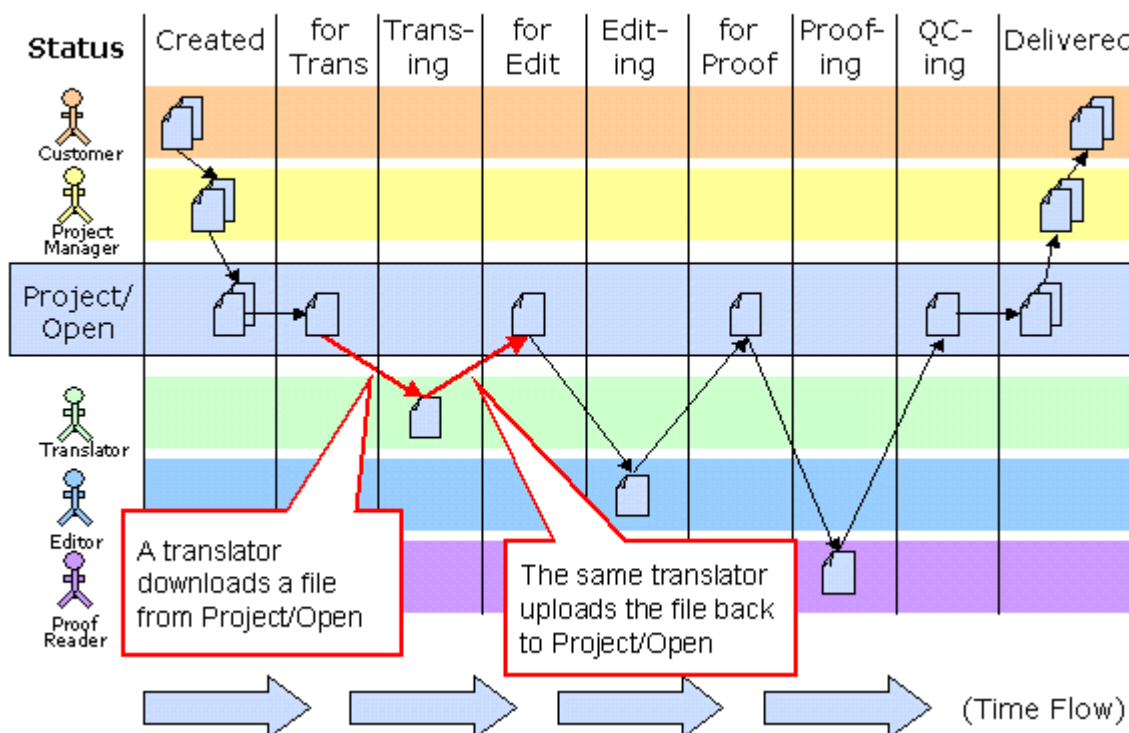 Status
Created
for
Trans
Trans-
ing
for
Edit
Edit-
ing
for
Proof
Proof-
ing
QC-
ing
Delivered
Customer
Project
Manager
Project/
Open
Translator
Editor
Proof
Reader
A translator
downloads a file
from Project/Open
The same translator
uploads the file back
to Project/Open
(Time Flow)